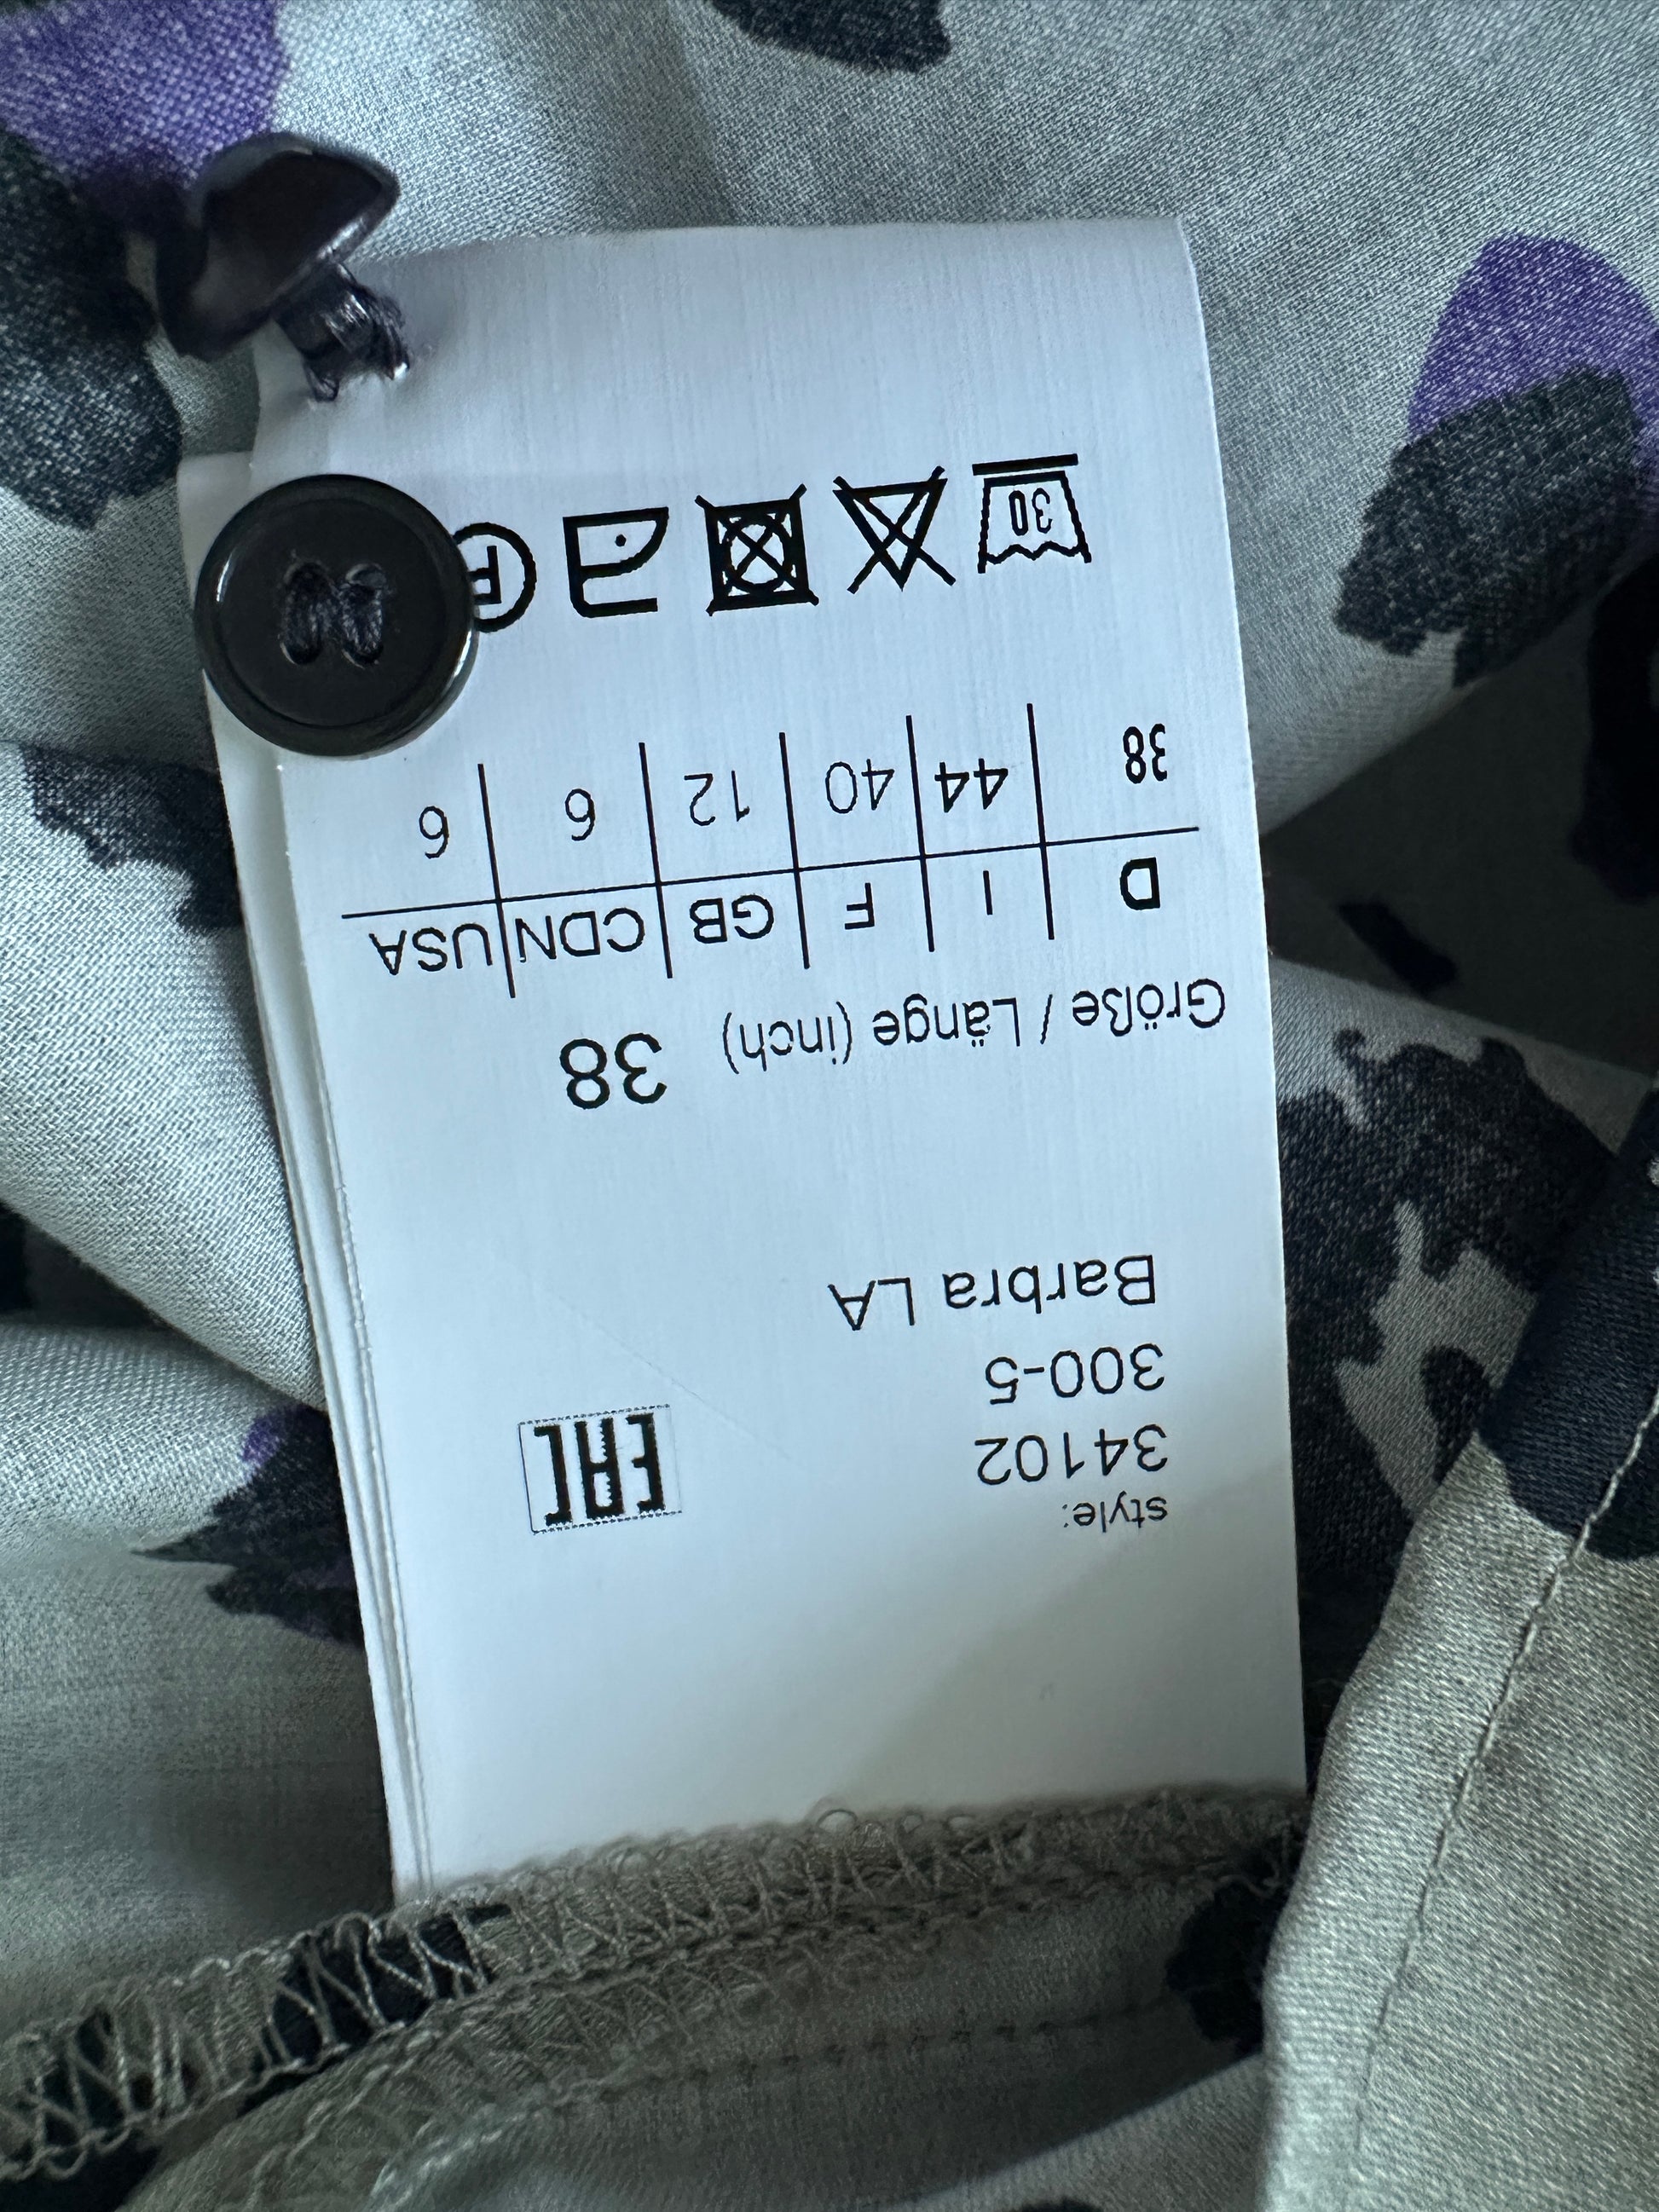 style:
34102 EAC
300-5
Barbra LA
Größe / Länge (inch) 38
D I F GB CDN USA
38 44 40 12 6 6
30 F